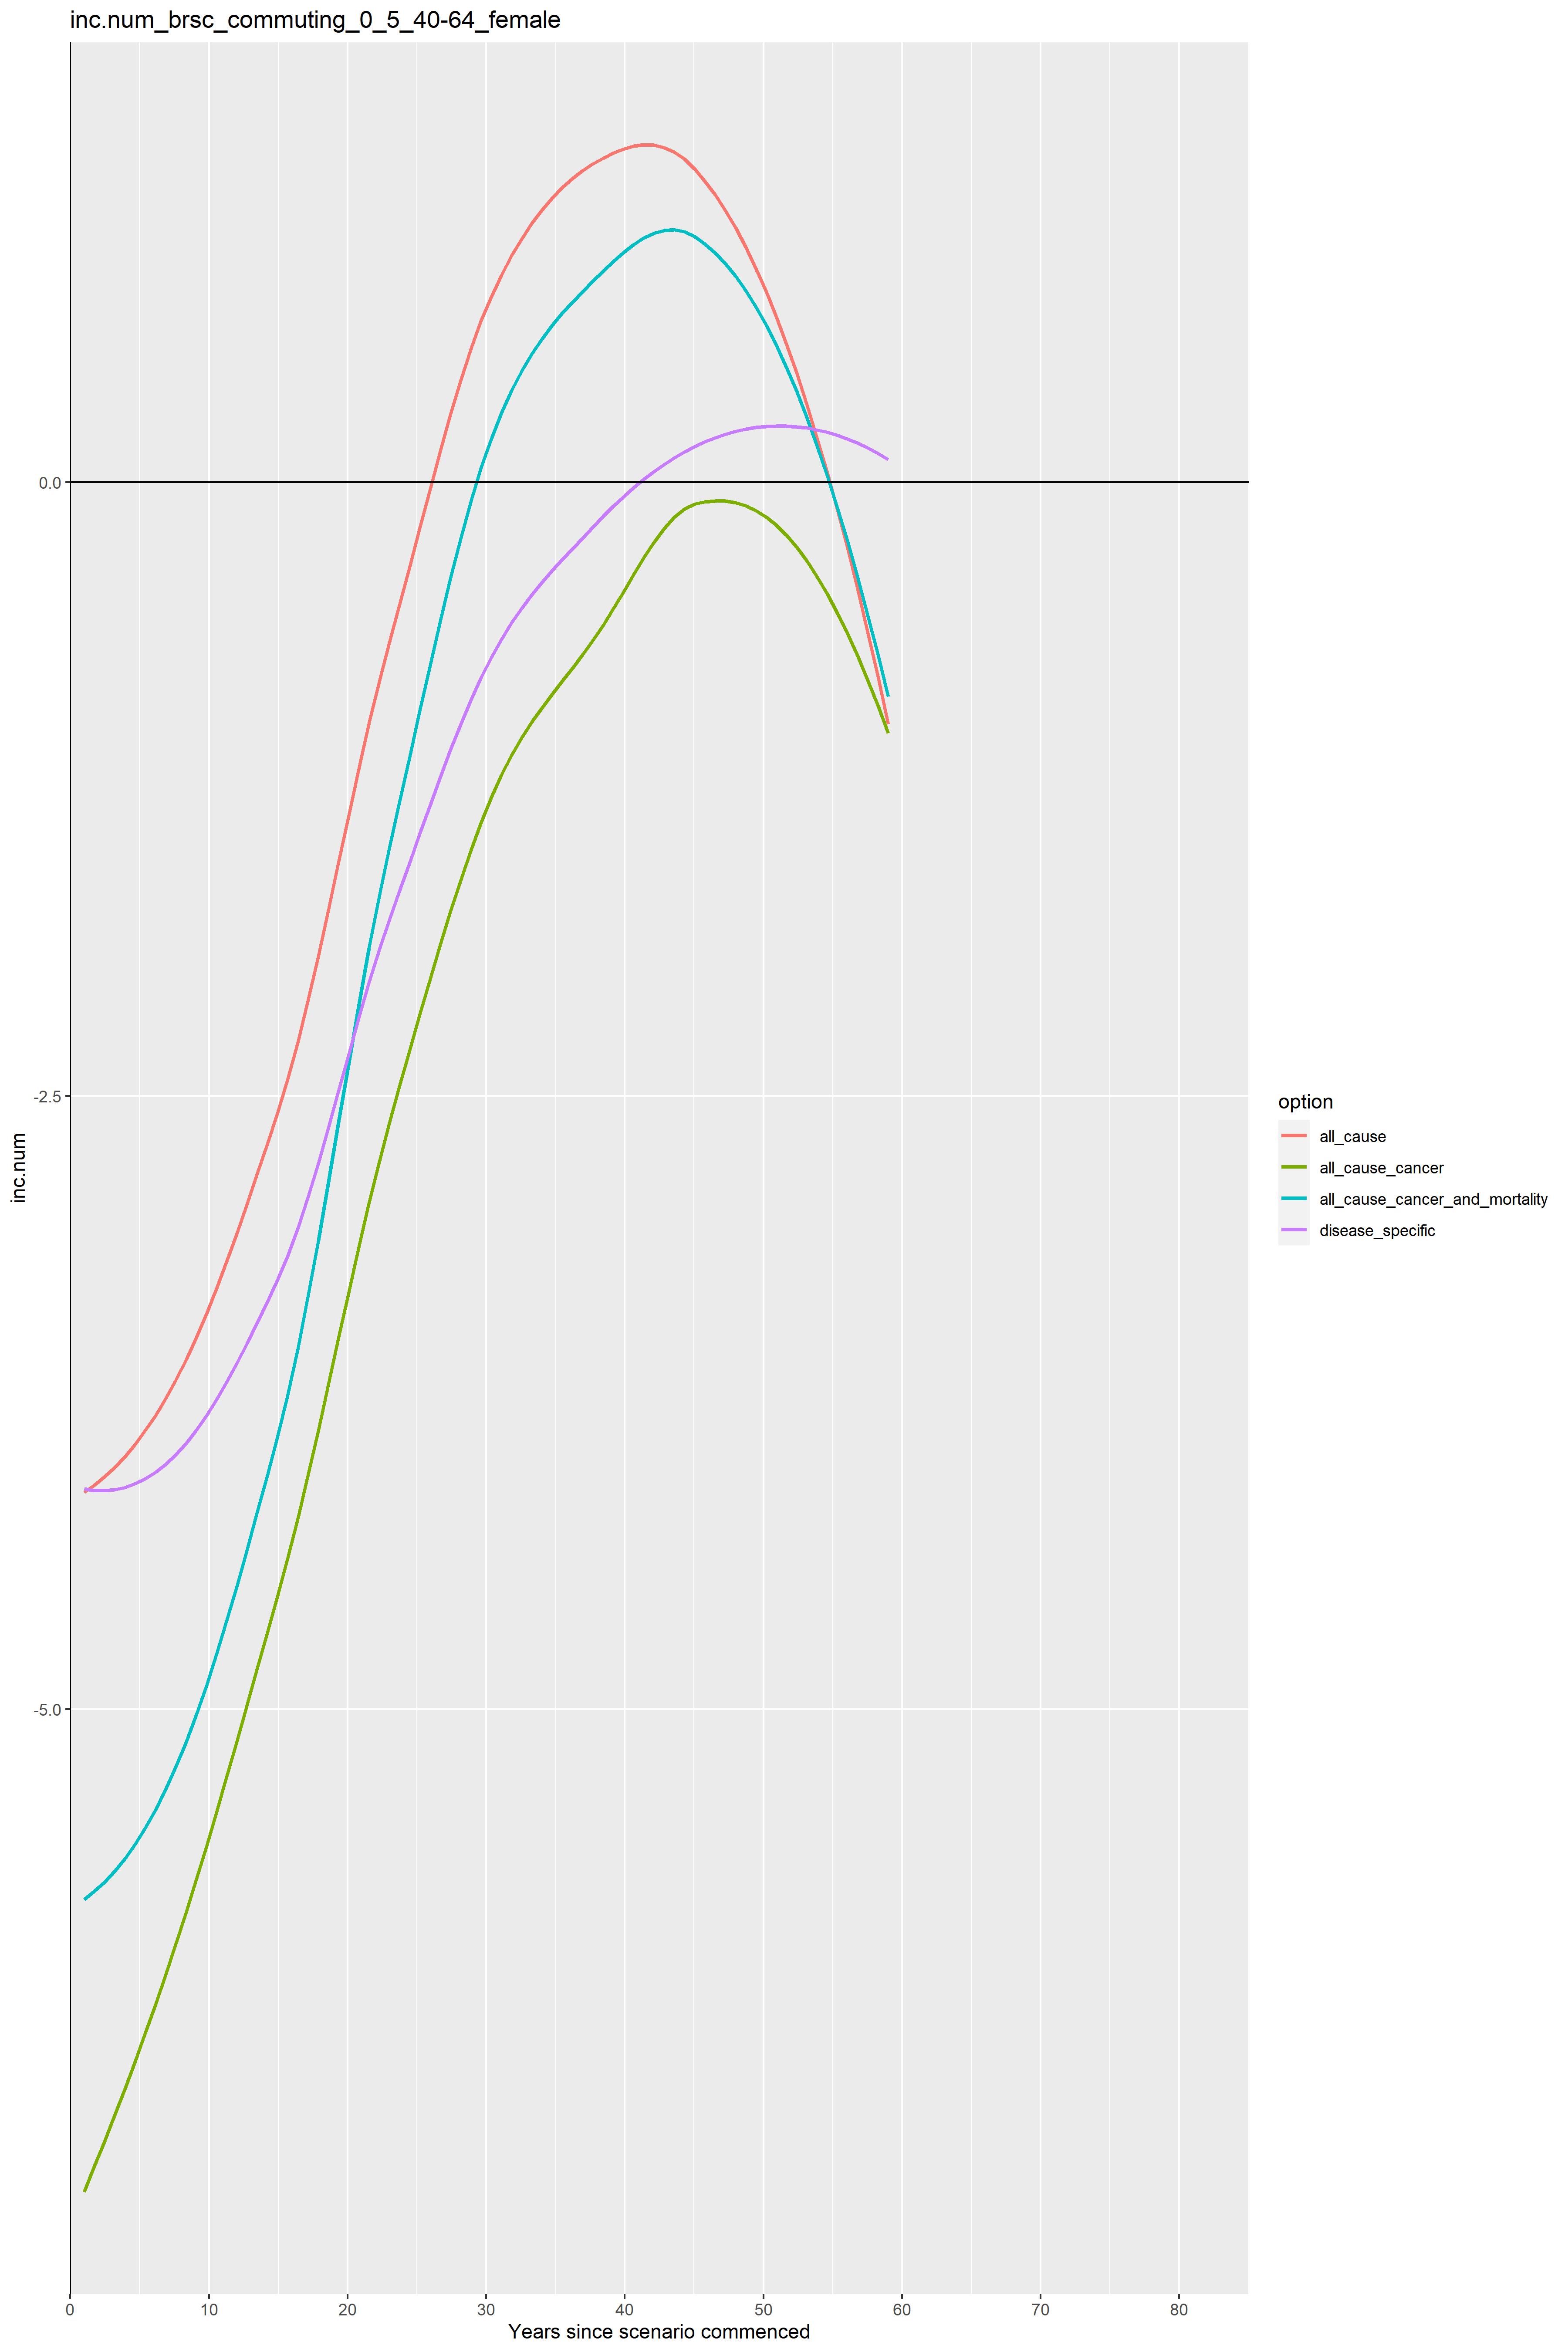 inc.num_brsc_commuting_0_5_40-64_female
0.0
-2.5
-5.0
inc.num
0 10 20 30 40 50 60 70 80
Years since scenario commenced
option
all_cause
all_cause_cancer
all_cause_cancer_and_mortality
disease_specific